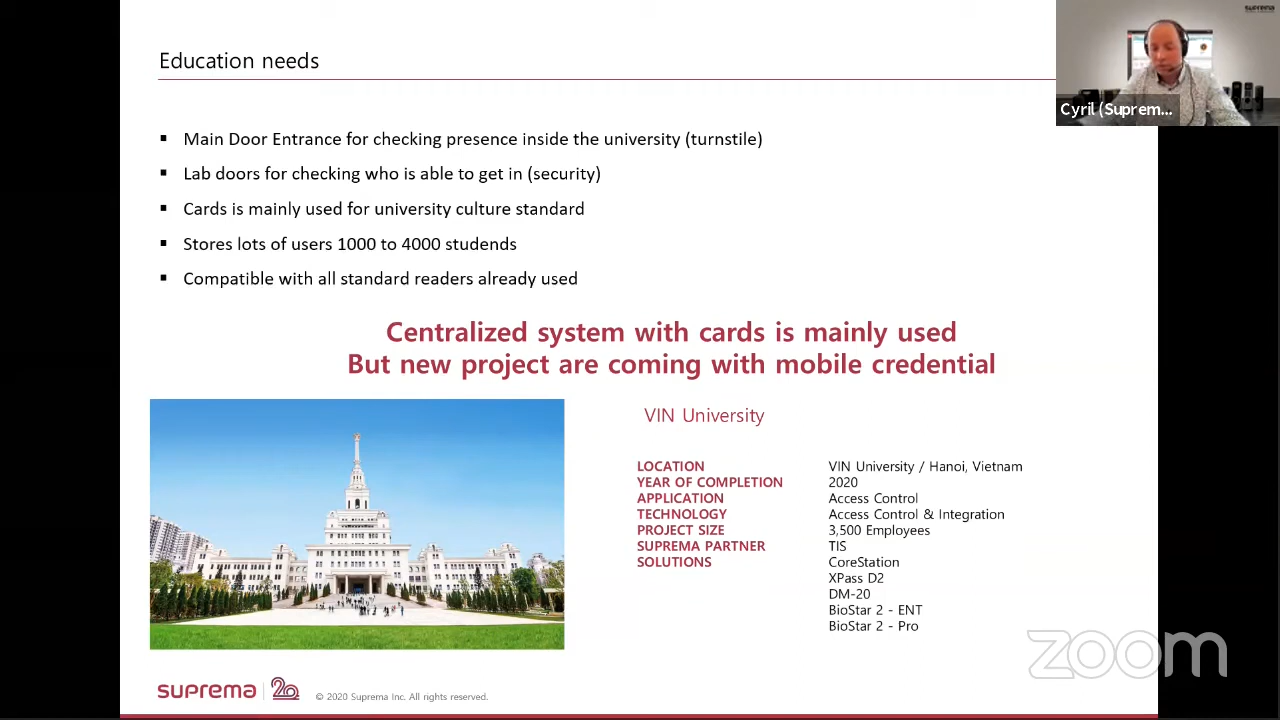 suprema
Cyril (Suprem...
Education needs
Main Door Entrance for checking presence inside the university (turnstile)
Lab doors for checking who is able to get in (security)
Cards is mainly used for university culture standard
Stores lots of users 1000 to 4000 studends
Compatible with all standard readers already used
Centralized system with cards is mainly used
But new project are coming with mobile credential
VIN University
LOCATION VIN University / Hanoi, Vietnam
YEAR OF COMPLETION 2020
APPLICATION Access Control
TECHNOLOGY Access Control & Integration
PROJECT SIZE 3,500 Employees
SUPREMA PARTNER TIS
SOLUTIONS CoreStation
XPass D2
DM-20
BioStar 2 - ENT
BioStar 2 - Pro
zoom
suprema 20 © 2020 Suprema Inc. All rights reserved.